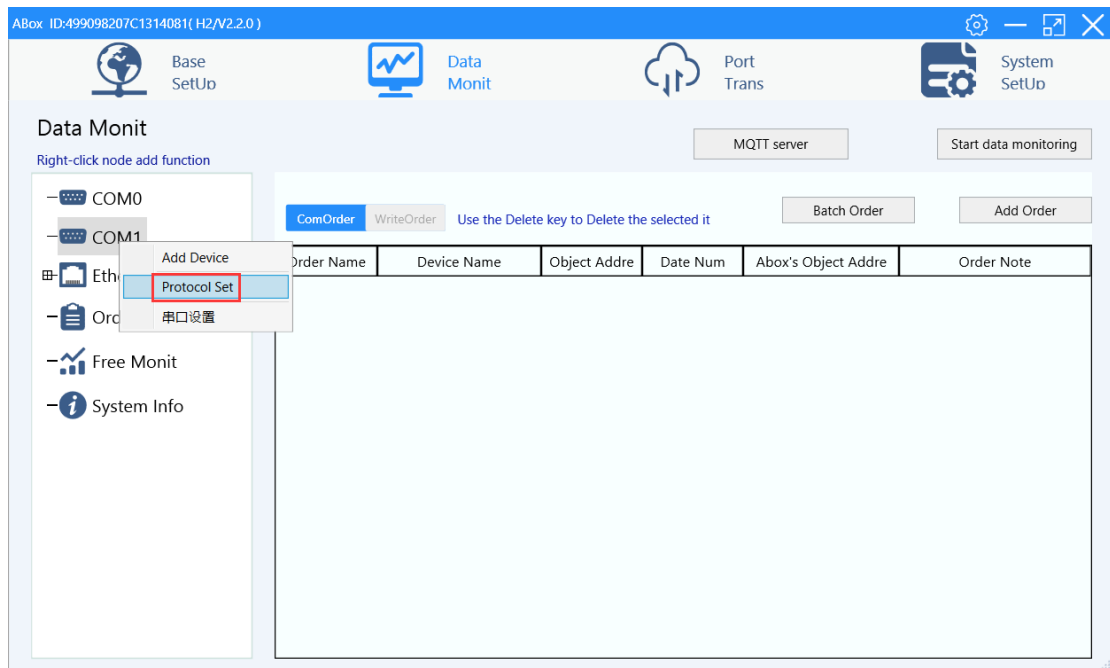 ABox ID:499098207C1314081( H2/V2.2.0 )
Base SetUp
Data Monit
Port Trans
System SetUp
Data Monit
MQTT server
Start data monitoring
Right-click node add function
COM0
COM1
Add Device
Protocol Set
串口设置
Free Monit
System Info
ComOrder
WriteOrder
Use the Delete key to Delete the selected it
Batch Order
Add Order
Order Name
Device Name
Object Addre
Date Num
Abox's Object Addre
Order Note